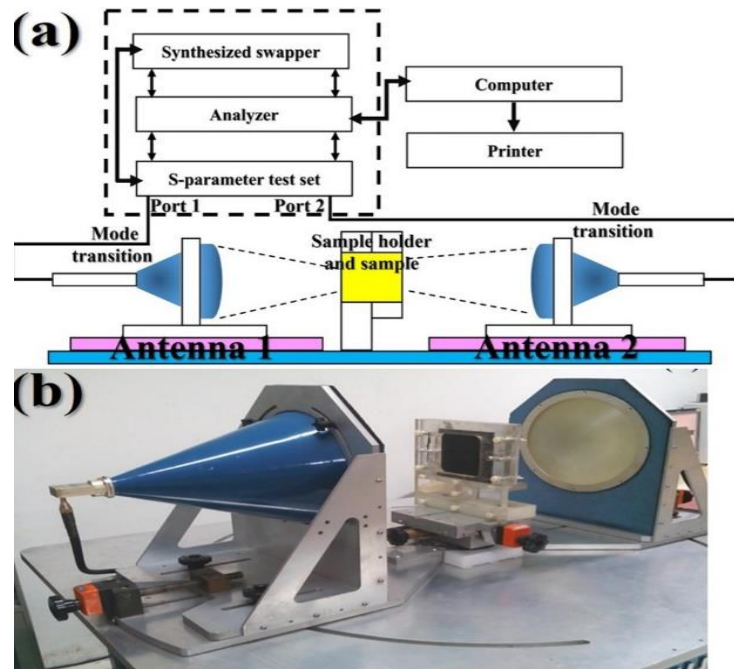 (a)
Synthesized swapper
Analyzer
S-parameter test set
Computer
Printer
Port 1
Port 2
Mode
transition
Sample holder
and sample
Mode
transition
Antenna 1
Antenna 2
(b)